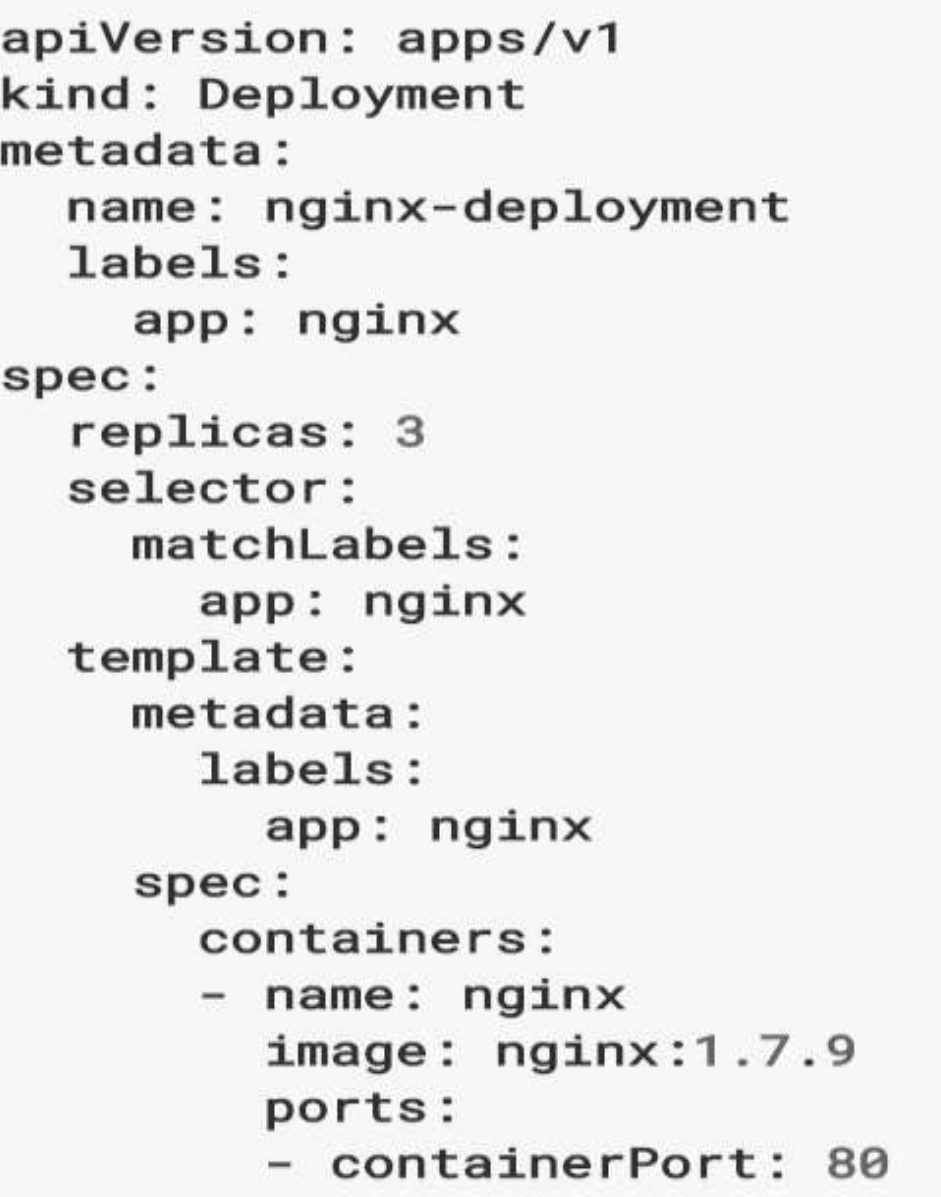 apiVersion: apps/v1
kind: Deployment
metadata:
  name: nginx-deployment
  labels:
    app: nginx
spec:
  replicas: 3
  selector:
    matchLabels:
      app: nginx
  template:
    metadata:
      labels:
        app: nginx
    spec:
      containers:
      - name: nginx
        image: nginx:1.7.9
        ports:
        - containerPort: 80